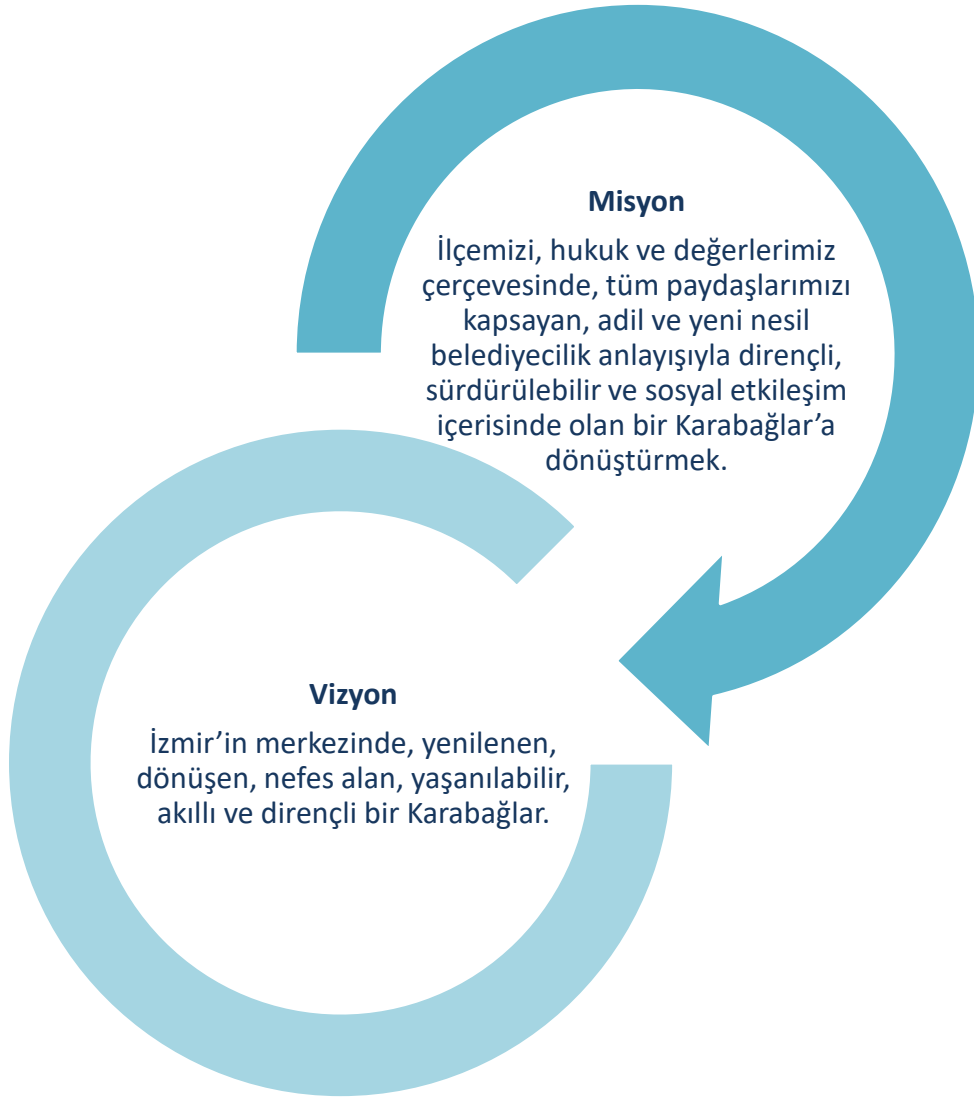 Misyon
İlçemizi, hukuk ve değerlerimiz
çerçevesinde, tüm paydaşlarımızı
kapsayan, adil ve yeni nesil
belediyecilik anlayışıyla dirençli,
sürdürülebilir ve sosyal etkileşim
içerisinde olan bir Karabağlar’a
dönüştürmek.
Vizyon
İzmir’in merkezinde, yenilenen,
dönüşen, nefes alan, yaşanılabilir,
akıllı ve dirençli bir Karabağlar.